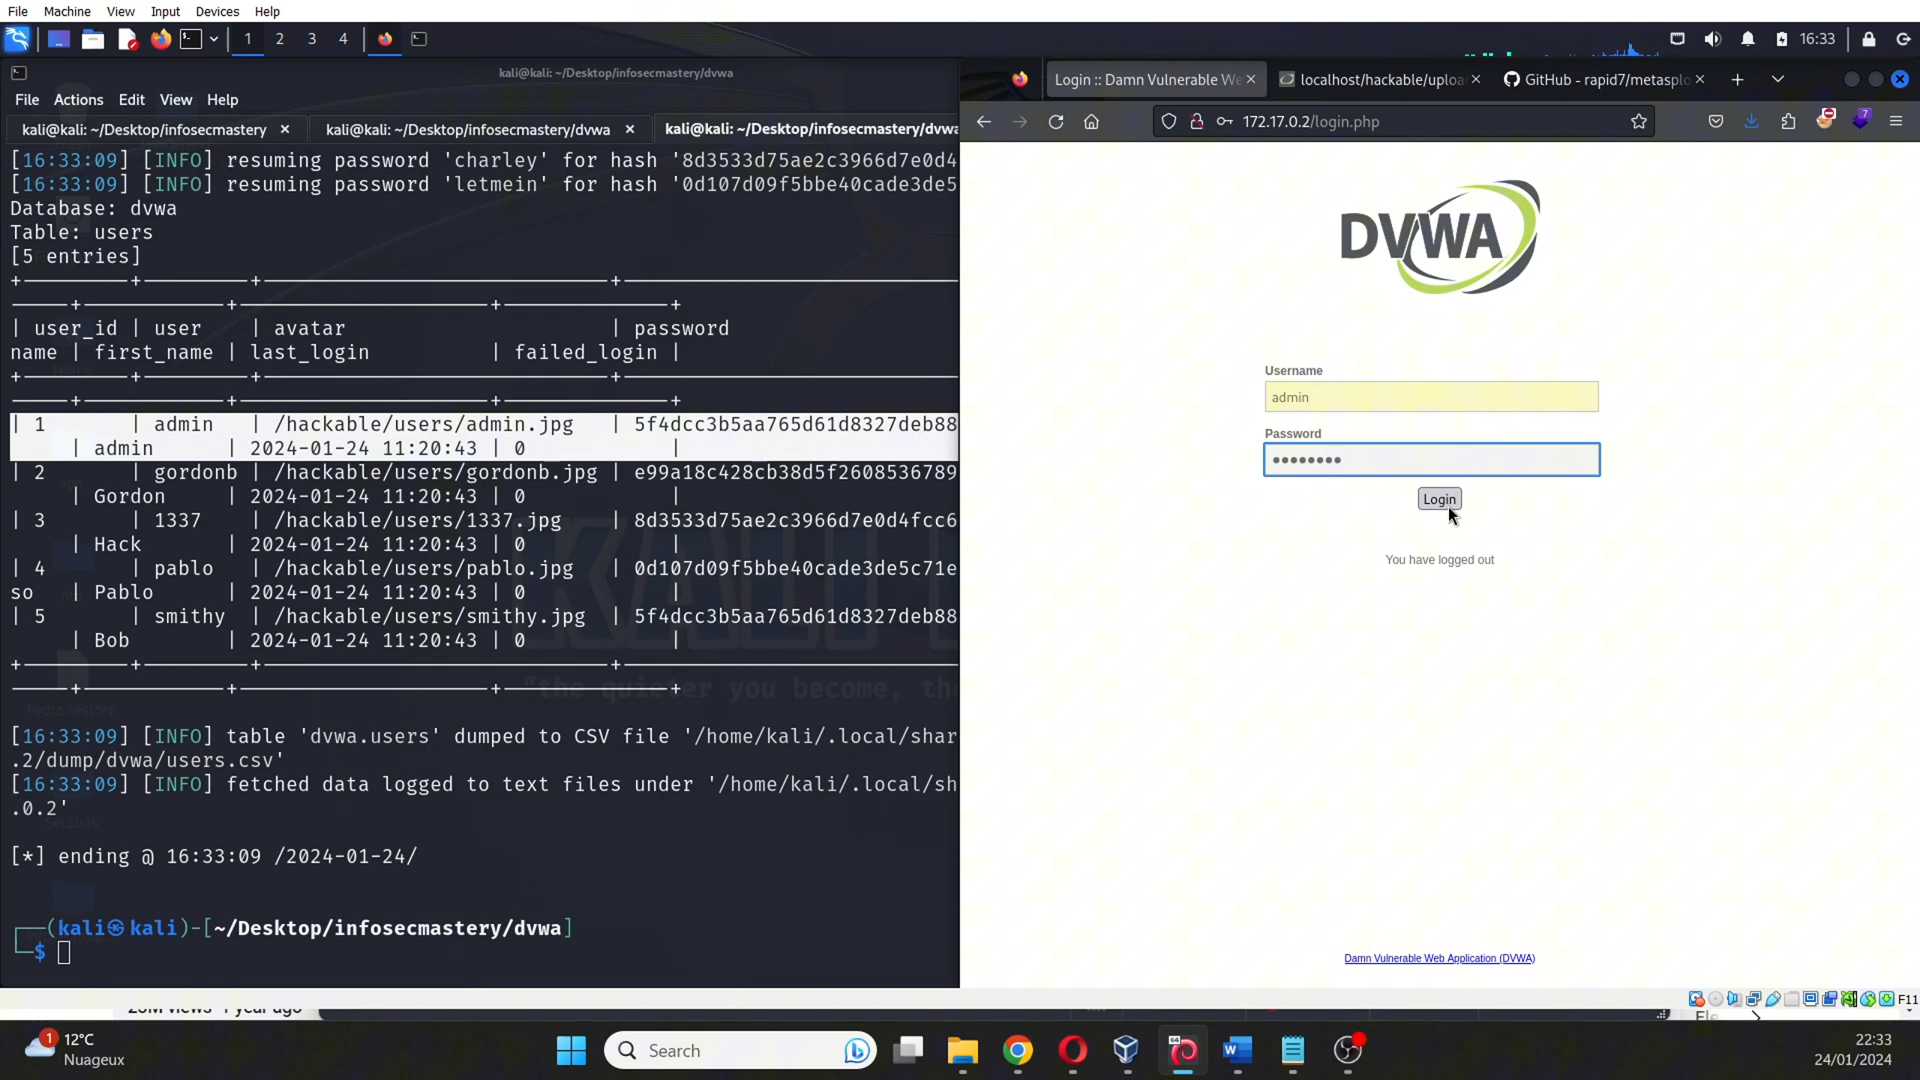 File Machine View Input Devices Help
1 2 3 4 16:33
kali@kali: ~/Desktop/infosecmastery/dvwa
File Actions Edit View Help
kali@kali: ~/Desktop/infosecmastery × kali@kali: ~/Desktop/infosecmastery/dvwa × kali@kali: ~/Desktop/infosecmastery/dvwa
[16:33:09] [INFO] resuming password 'charley' for hash '8d3533d75ae2c3966d7e0d4
[16:33:09] [INFO] resuming password 'letmein' for hash '0d107d09f5bbe40cade3de5
Database: dvwa
Table: users
[5 entries]
| user_id | user | avatar | password
name | first_name | last_login | failed_login |
| 1 | admin | /hackable/users/admin.jpg | 5f4dcc3b5aa765d61d8327deb88
| admin | 2024-01-24 11:20:43 | 0 |
| 2 | gordonb | /hackable/users/gordonb.jpg | e99a18c428cb38d5f2608536789
| Gordon | 2024-01-24 11:20:43 | 0 |
| 3 | 1337 | /hackable/users/1337.jpg | 8d3533d75ae2c3966d7e0d4fcc6
| Hack | 2024-01-24 11:20:43 | 0 |
| 4 | pablo | /hackable/users/pablo.jpg | 0d107d09f5bbe40cade3de5c71e
so | Pablo | 2024-01-24 11:20:43 | 0 |
| 5 | smithy | /hackable/users/smithy.jpg | 5f4dcc3b5aa765d61d8327deb88
| Bob | 2024-01-24 11:20:43 | 0 |
"the quieter you become, the
hydra.restore
[16:33:09] [INFO] table 'dvwa.users' dumped to CSV file '/home/kali/.local/shar
.2/dump/dvwa/users.csv'
[16:33:09] [INFO] fetched data logged to text files under '/home/kali/.local/sh
.0.2'
SecLists
[*] ending @ 16:33:09 /2024-01-24/
(kali㉿kali)-[~/Desktop/infosecmastery/dvwa]
$
Login :: Damn Vulnerable We × localhost/hackable/uploa × GitHub - rapid7/metasplo ×
172.17.0.2/login.php
7
DVWA
Username
admin
Password
••••••••
Login
You have logged out
Damn Vulnerable Web Application (DVWA)
F11
1
12°C
Nuageux
Search
64
22:33
24/01/2024